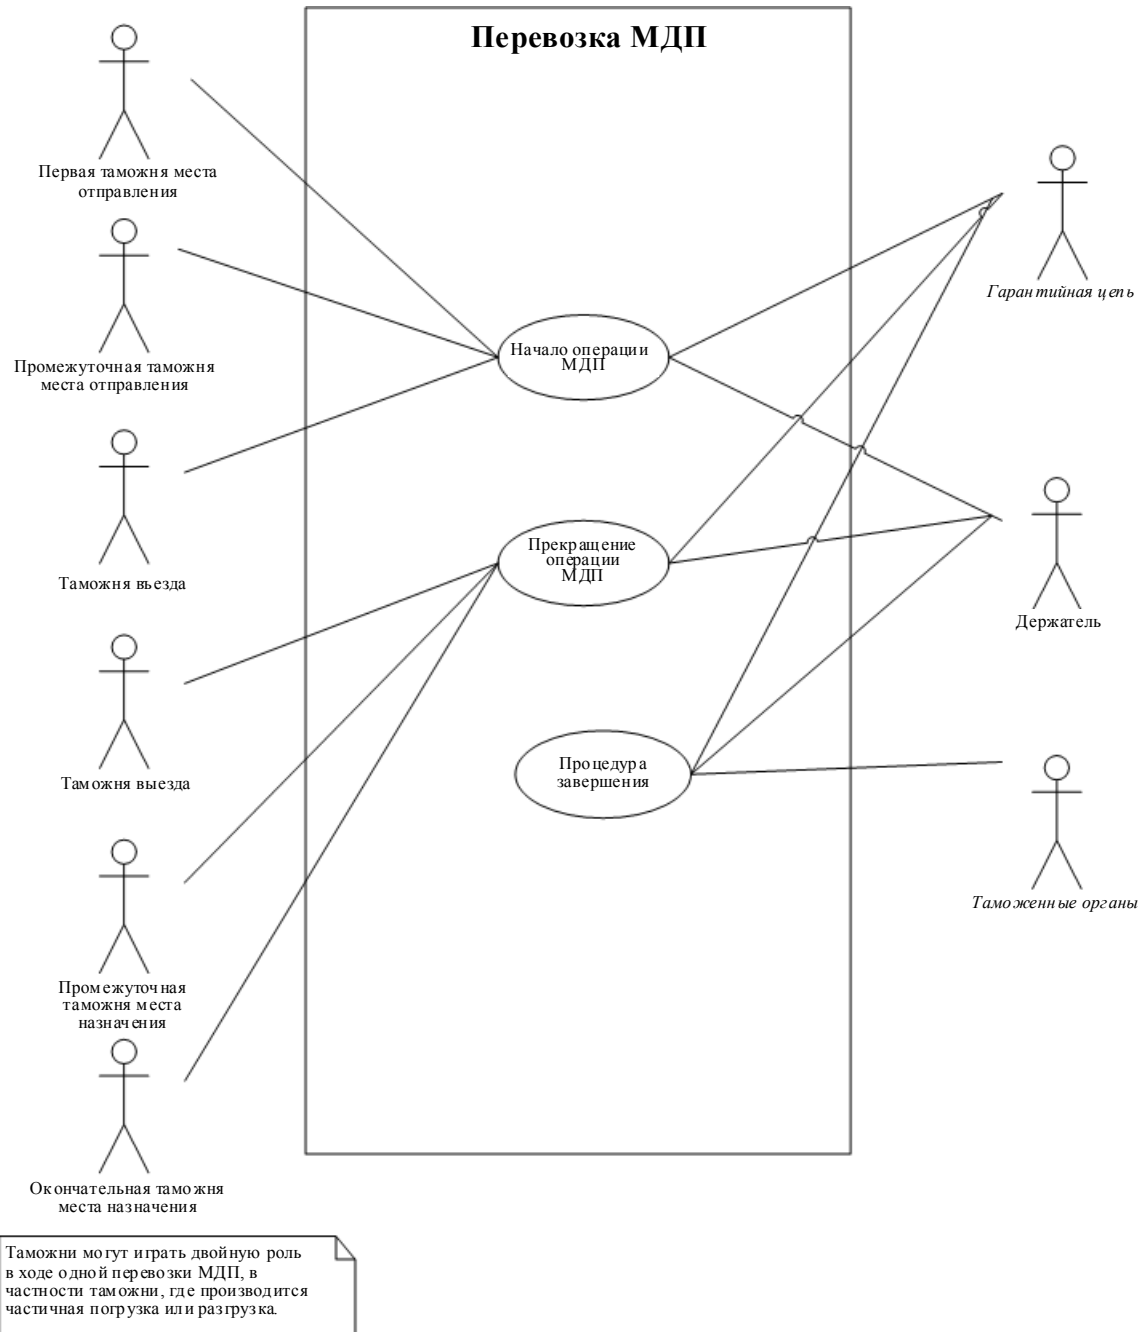 Перевозка МДП
Первая таможня места
отправления
Промежуточная таможня
места отправления
Таможня въезда
Таможня выезда
Промежуточная
таможня места
назначения
Окончательная таможня
места назначения
Начало операции
МДП
Прекращение
операции
МДП
Процедура
завершения
Гарантийная цепь
Держатель
Таможенные органы
Таможни могут играть двойную роль
в ходе одной перевозки МДП, в
частности таможни, где производится
частичная погрузка или разгрузка.